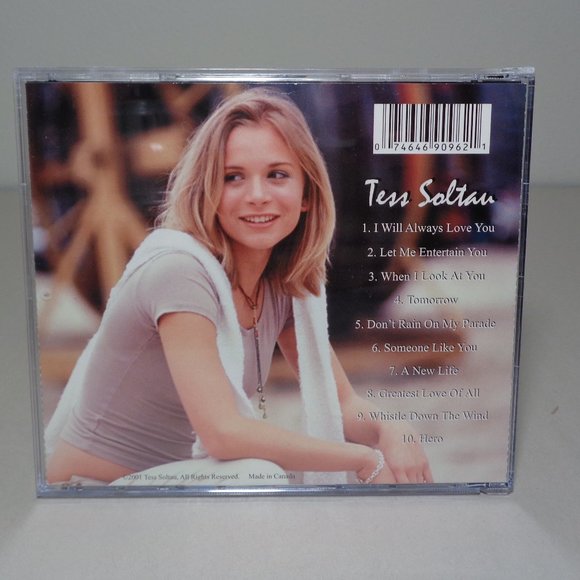 0 74646 90962 1
Tess Soltau
1. I Will Always Love You
2. Let Me Entertain You
3. When I Look At You
4. Tomorrow
5. Don't Rain On My Parade
6. Someone Like You
7. A New Life
8. Greatest Love Of All
9. Whistle Down The Wind
10. Hero
©2001 Tess Soltau, All Rights Reserved. Made in Canada